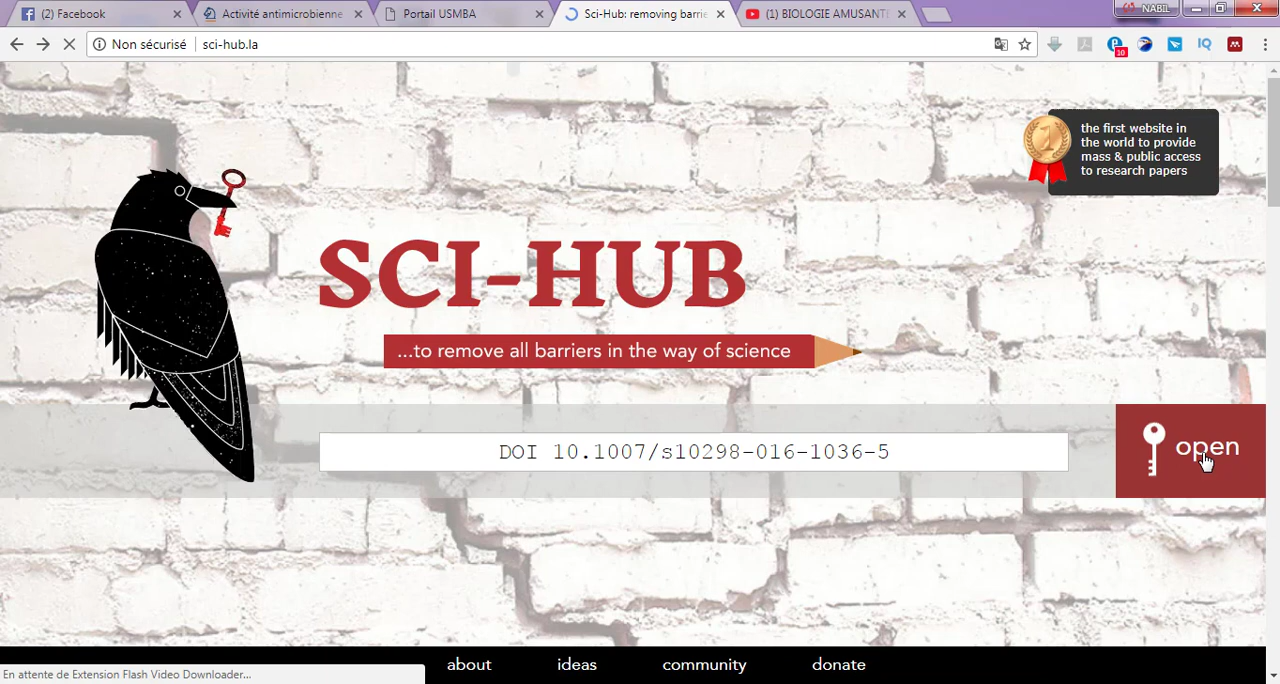 (2) Facebook
Activité antimicrobienne
Portail USMBA
Sci-Hub: removing barrie
(1) BIOLOGIE AMUSANTE
NABIL
Non sécurisé
sci-hub.la
10
IQ
1
the first website in
the world to provide
mass & public access
to research papers
SCI-HUB
...to remove all barriers in the way of science
DOI 10.1007/s10298-016-1036-5
open
about
ideas
community
donate
En attente de Extension Flash Video Downloader...